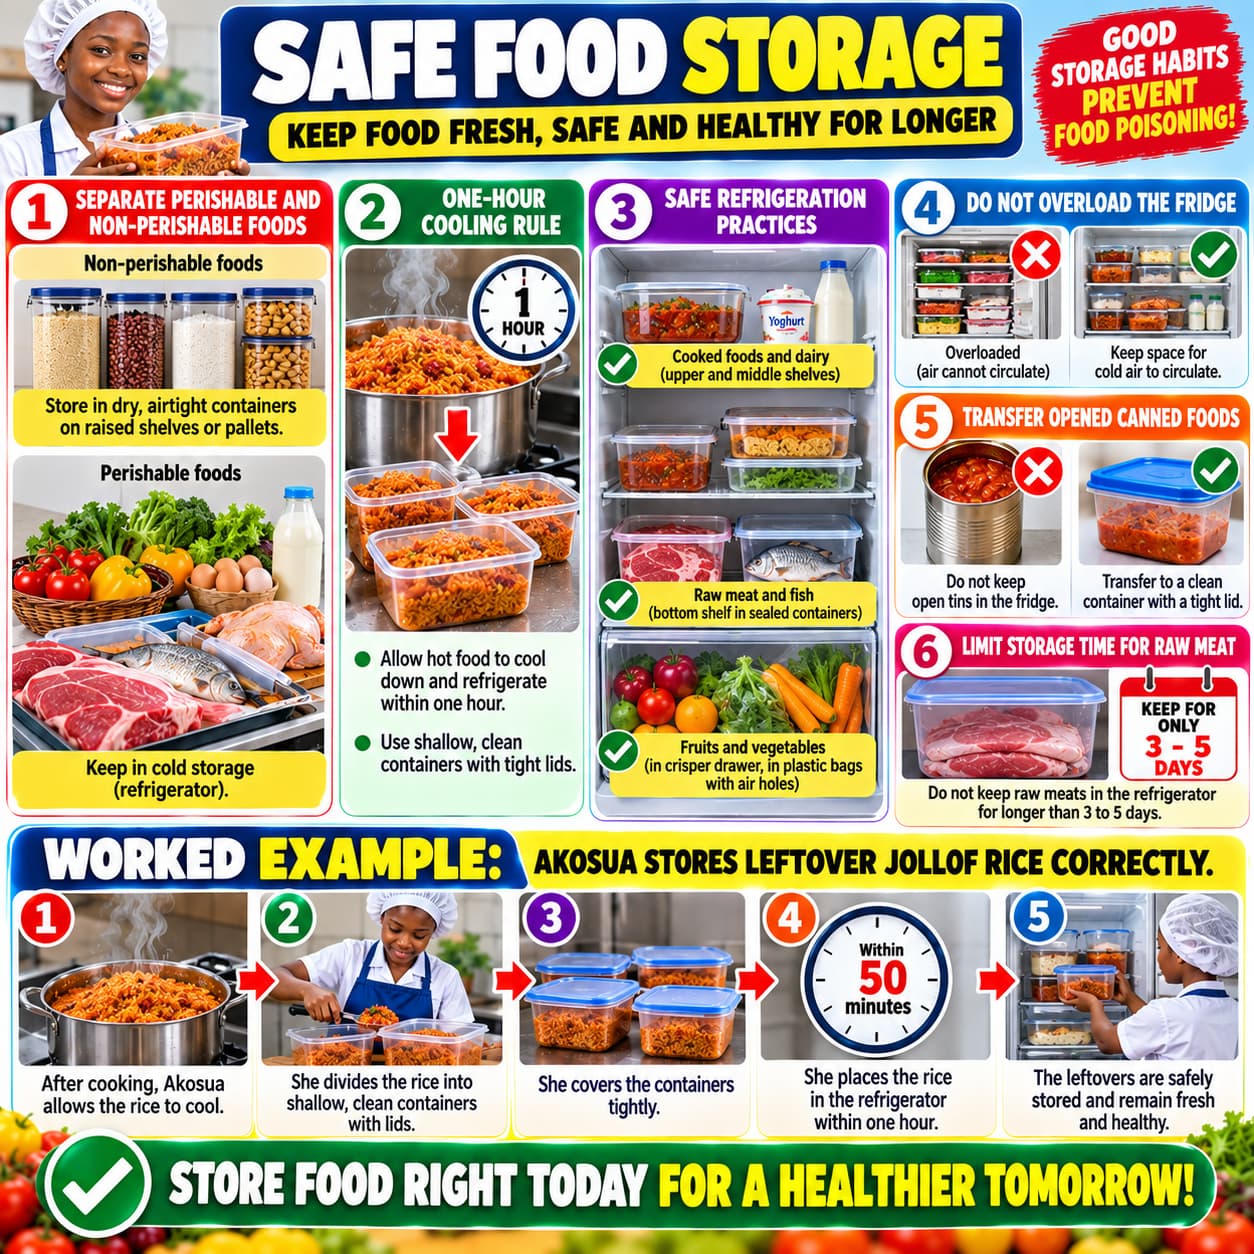 SAFE FOOD STORAGE
KEEP FOOD FRESH, SAFE AND HEALTHY FOR LONGER
GOOD
STORAGE HABITS
PREVENT
FOOD POISONING!
1
SEPARATE PERISHABLE AND
NON-PERISHABLE FOODS
Non-perishable foods
Store in dry, airtight containers
on raised shelves or pallets.
Perishable foods
Keep in cold storage
(refrigerator).
2
ONE-HOUR
COOLING RULE
1
HOUR
Allow hot food to cool
down and refrigerate
within one hour.
Use shallow, clean
containers with tight lids.
3
SAFE REFRIGERATION
PRACTICES
Yoghurt
Cooked foods and dairy
(upper and middle shelves)
Raw meat and fish
(bottom shelf in sealed containers)
Fruits and vegetables
(in crisper drawer, in plastic bags
with air holes)
4
DO NOT OVERLOAD THE FRIDGE
Overloaded
(air cannot circulate)
Keep space for
cold air to circulate.
5
TRANSFER OPENED CANNED FOODS
Do not keep
open tins in the fridge.
Transfer to a clean
container with a tight lid.
6
LIMIT STORAGE TIME FOR RAW MEAT
KEEP FOR
ONLY
3 - 5
DAYS
Do not keep raw meats in the refrigerator
for longer than 3 to 5 days.
WORKED EXAMPLE:
AKOSUA STORES LEFTOVER JOLLOF RICE CORRECTLY.
1
After cooking, Akosua
allows the rice to cool.
2
She divides the rice into
shallow, clean containers
with lids.
3
She covers the containers
tightly.
4
Within
50
minutes
She places the rice
in the refrigerator
within one hour.
5
The leftovers are safely
stored and remain fresh
and healthy.
STORE FOOD RIGHT TODAY FOR A HEALTHIER TOMORROW!